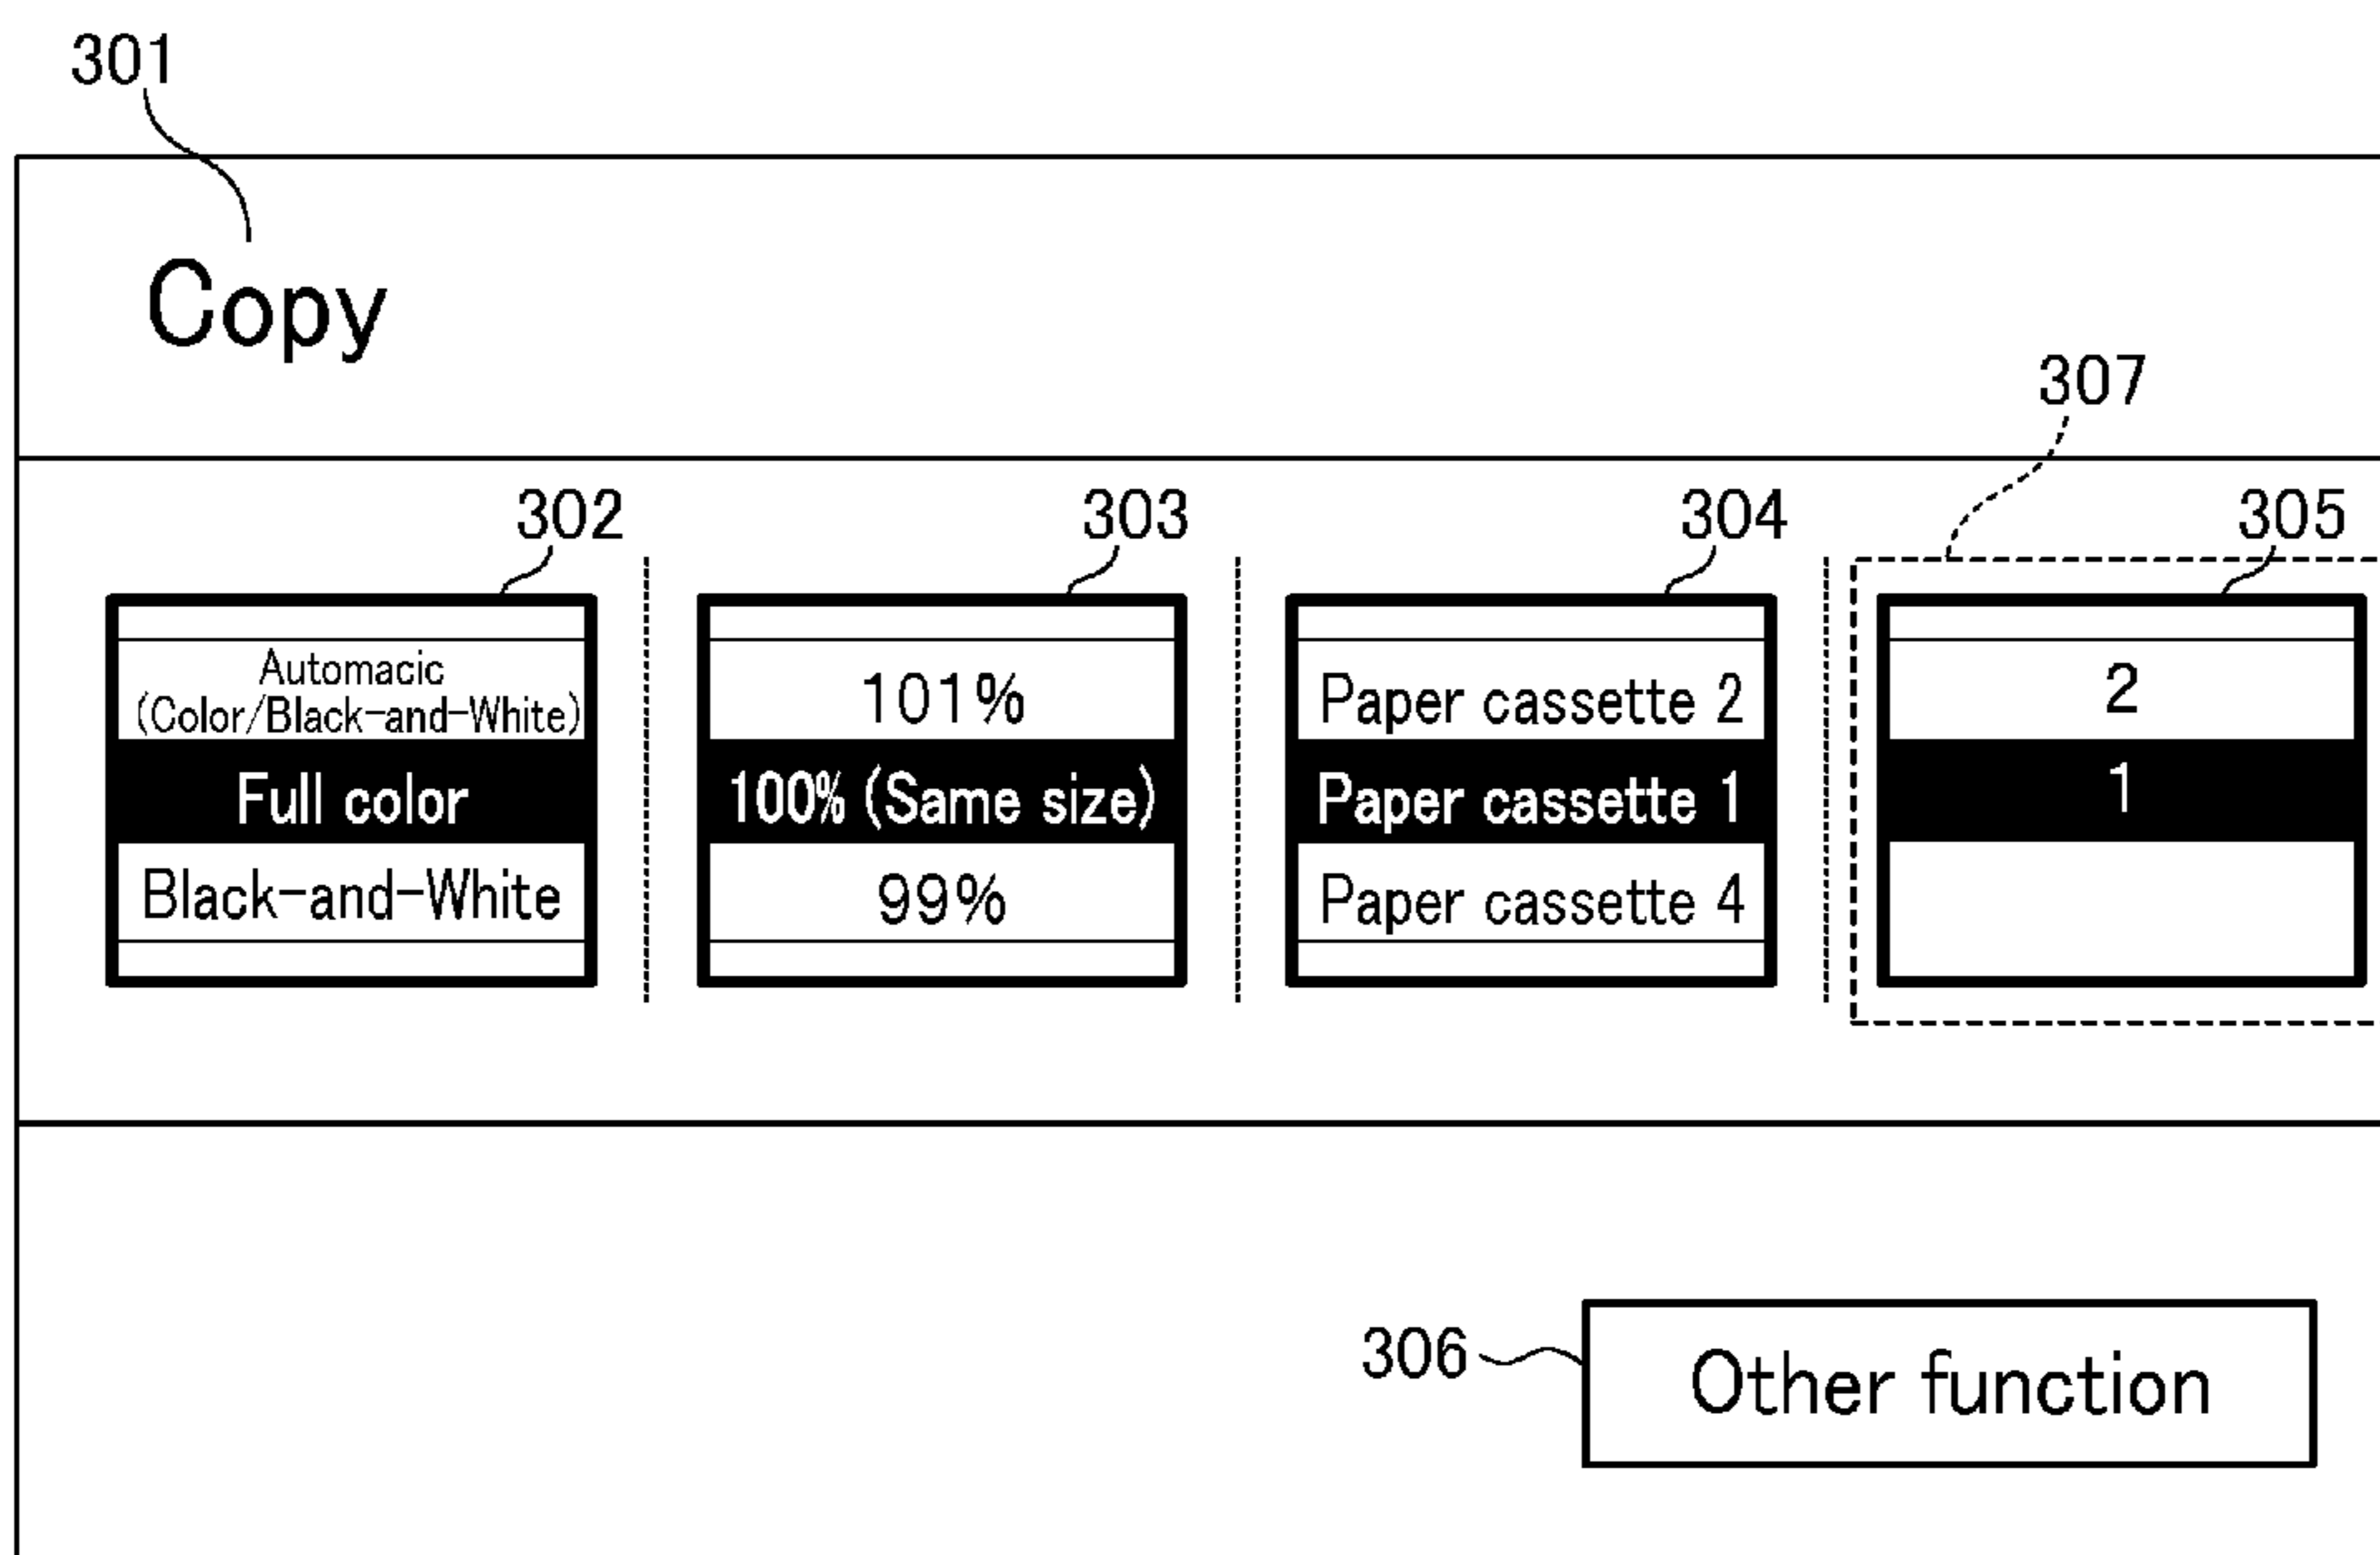 301
Copy
307
302
303
304
305
Automacic
(Color/Black-and-White)
Full color
Black-and-White
101%
100% (Same size)
99%
Paper cassette 2
Paper cassette 1
Paper cassette 4
2
1
306
Other function